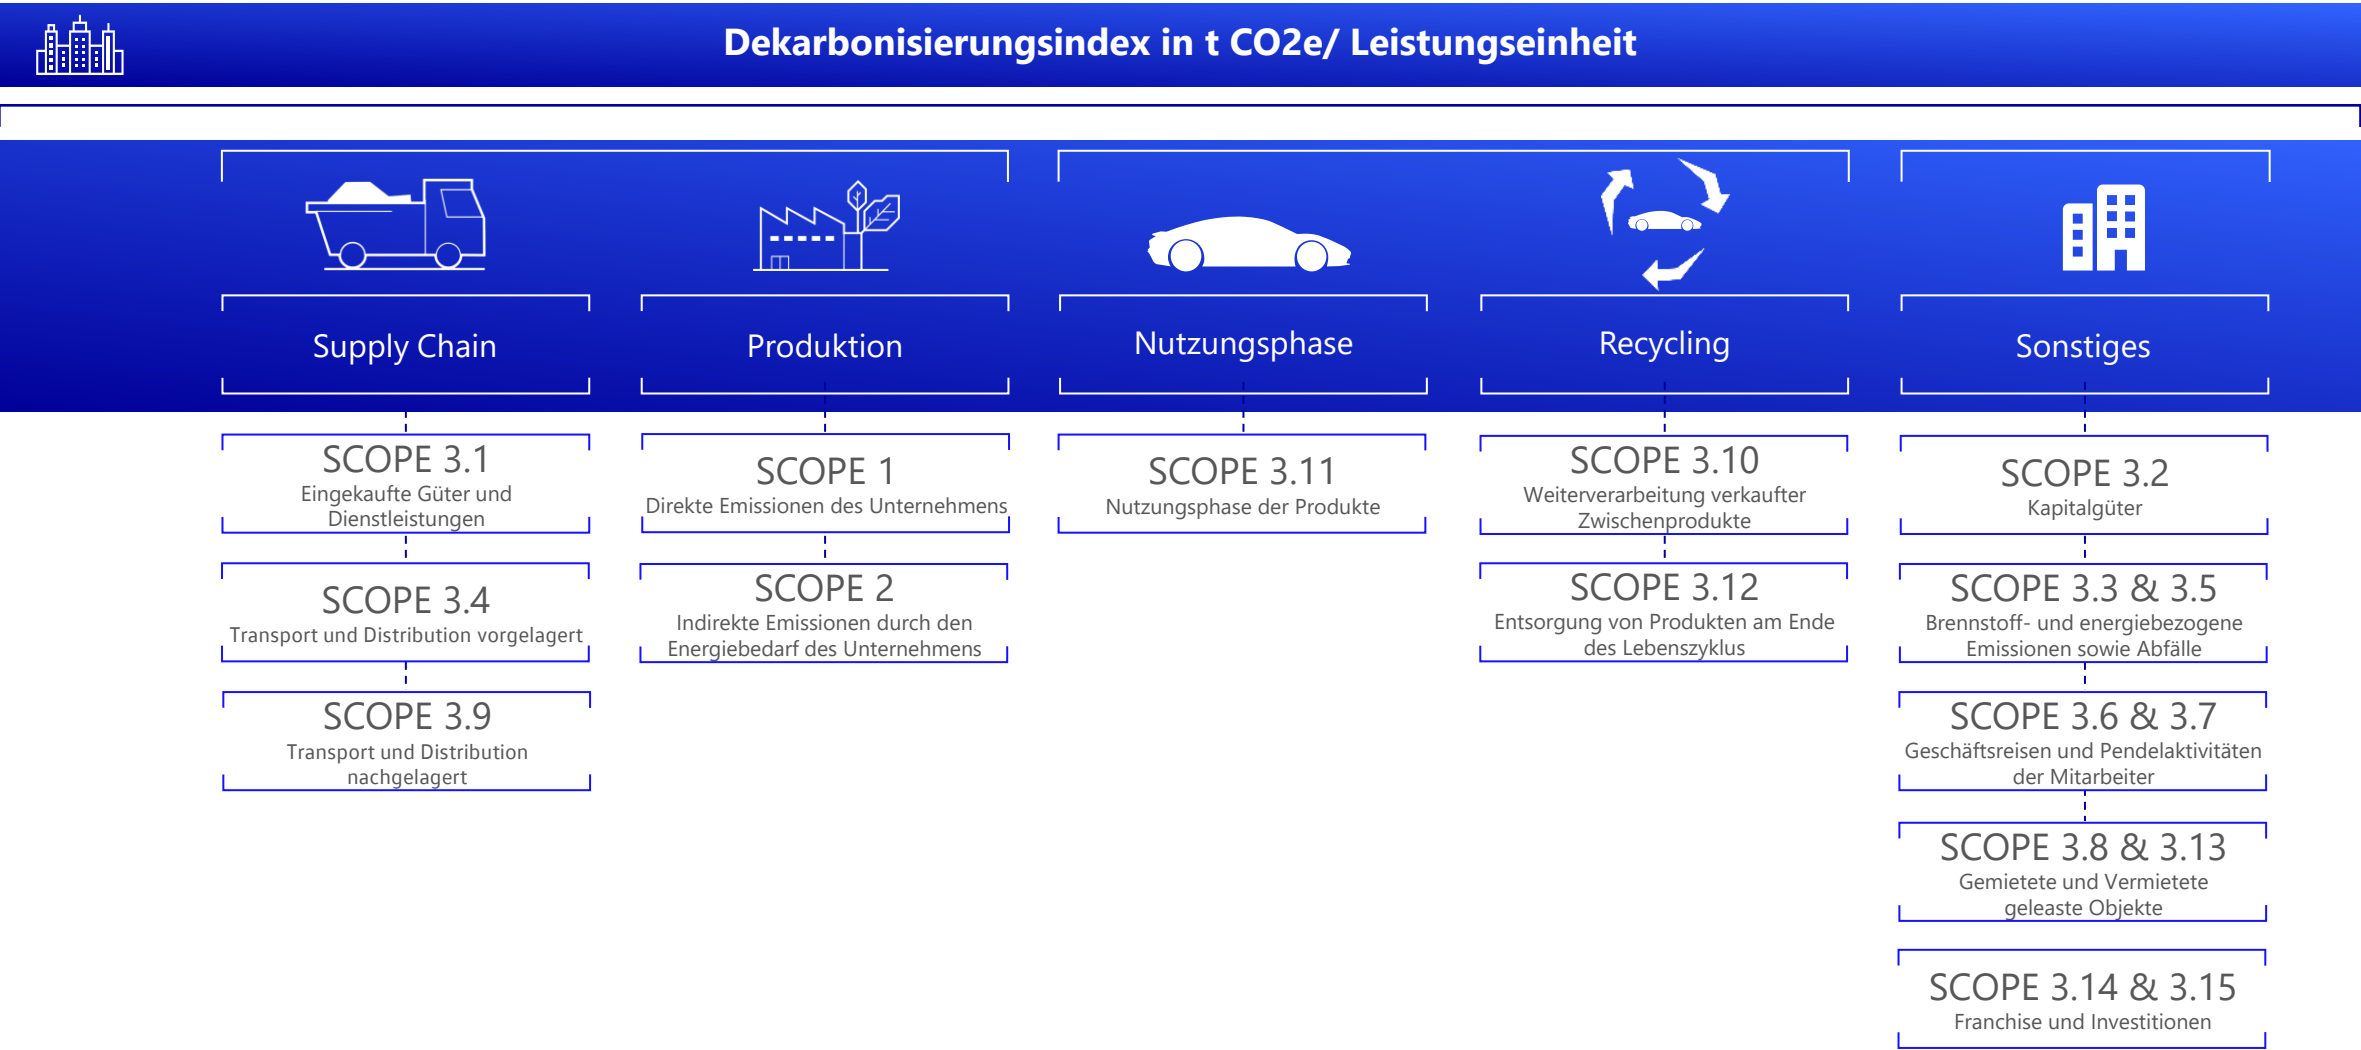 Dekarbonisierungsindex in t CO2e/ Leistungseinheit
Supply Chain
Produktion
Nutzungsphase
Recycling
Sonstiges
SCOPE 3.1
Eingekaufte Güter und
Dienstleistungen
SCOPE 3.4
Transport und Distribution vorgelagert
SCOPE 3.9
Transport und Distribution
nachgelagert
SCOPE 1
Direkte Emissionen des Unternehmens
SCOPE 2
Indirekte Emissionen durch den
Energiebedarf des Unternehmens
SCOPE 3.11
Nutzungsphase der Produkte
SCOPE 3.10
Weiterverarbeitung verkaufter
Zwischenprodukte
SCOPE 3.12
Entsorgung von Produkten am Ende
des Lebenszyklus
SCOPE 3.2
Kapitalgüter
SCOPE 3.3 & 3.5
Brennstoff- und energiebezogene
Emissionen sowie Abfälle
SCOPE 3.6 & 3.7
Geschäftsreisen und Pendelaktivitäten
der Mitarbeiter
SCOPE 3.8 & 3.13
Gemietete und Vermietete
geleaste Objekte
SCOPE 3.14 & 3.15
Franchise und Investitionen